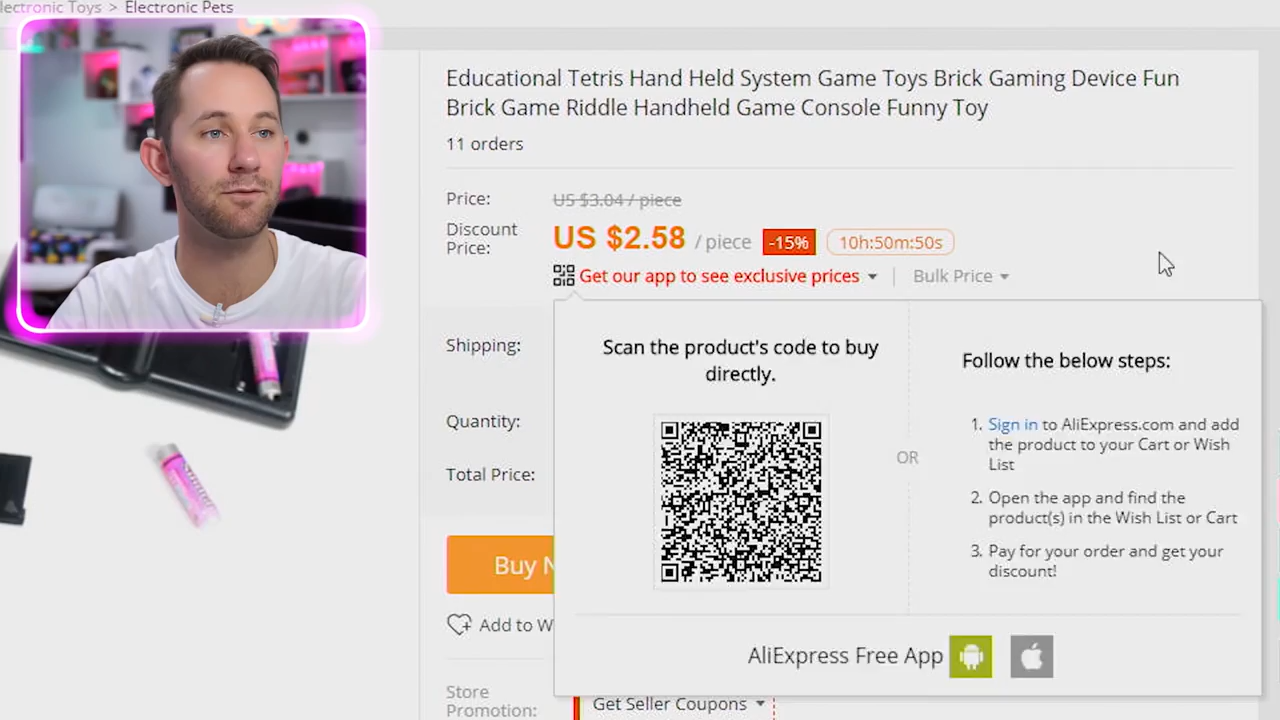 lectronic Toys > Electronic Pets
Educational Tetris Hand Held System Game Toys Brick Gaming Device Fun
Brick Game Riddle Handheld Game Console Funny Toy
11 orders
Price: US $3.04 / piece
Discount
Price:
US $2.58 / piece -15% 10h:50m:50s
Get our app to see exclusive prices
Bulk Price
Shipping:
Quantity:
Total Price:
Buy N
Add to W
Store
Promotion:
Scan the product's code to buy
directly.
OR
Follow the below steps:
1. Sign in to AliExpress.com and add
the product to your Cart or Wish
List
2. Open the app and find the
product(s) in the Wish List or Cart
3. Pay for your order and get your
discount!
AliExpress Free App
Get Seller Coupons